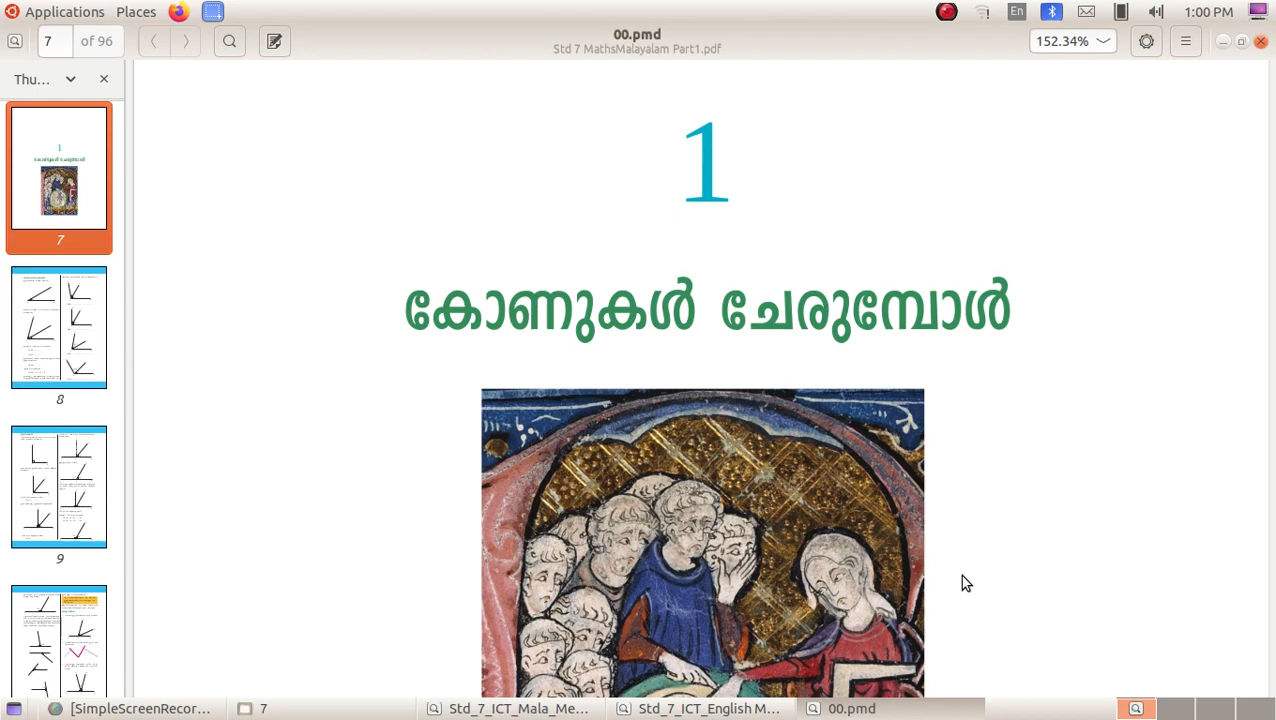 Applications Places En 1:00 PM
7 of 96 00.pmd 152.34%
Std 7 MathsMalayalam Part1.pdf
Thu...
1
കോണുകൾ ചേരുമ്പോൾ
7
8
9
[SimpleScreenRecor... 7 Std_7_ICT_Mala_Me... Std_7_ICT_English M... 00.pmd